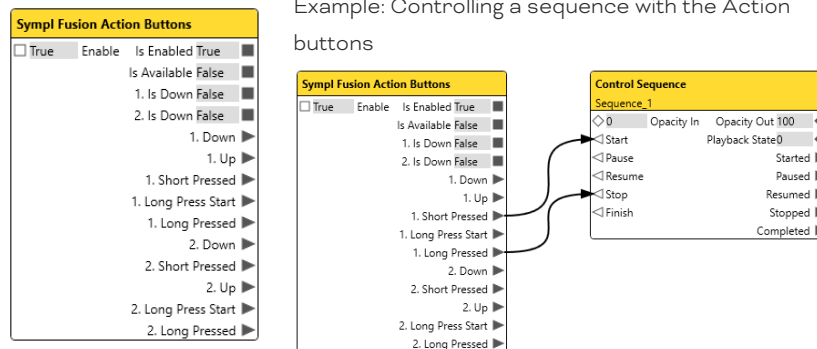 Sympl Fusion Action Buttons
True Enable Is Enabled True
Is Available False
1. Is Down False
2. Is Down False
1. Down
1. Up
1. Short Pressed
1. Long Press Start
1. Long Pressed
2. Down
2. Short Pressed
2. Up
2. Long Press Start
2. Long Pressed
Example: Controlling a sequence with the Action
buttons
Sympl Fusion Action Buttons
True Enable Is Enabled True
Is Available False
1. Is Down False
2. Is Down False
1. Down
1. Up
1. Short Pressed
1. Long Press Start
1. Long Pressed
2. Down
2. Short Pressed
2. Up
2. Long Press Start
2. Long Pressed
Control Sequence
Sequence_1
0 Opacity In Opacity Out 100
Start Playback State 0
Pause Started
Resume Paused
Stop Resumed
Finish Stopped
Completed